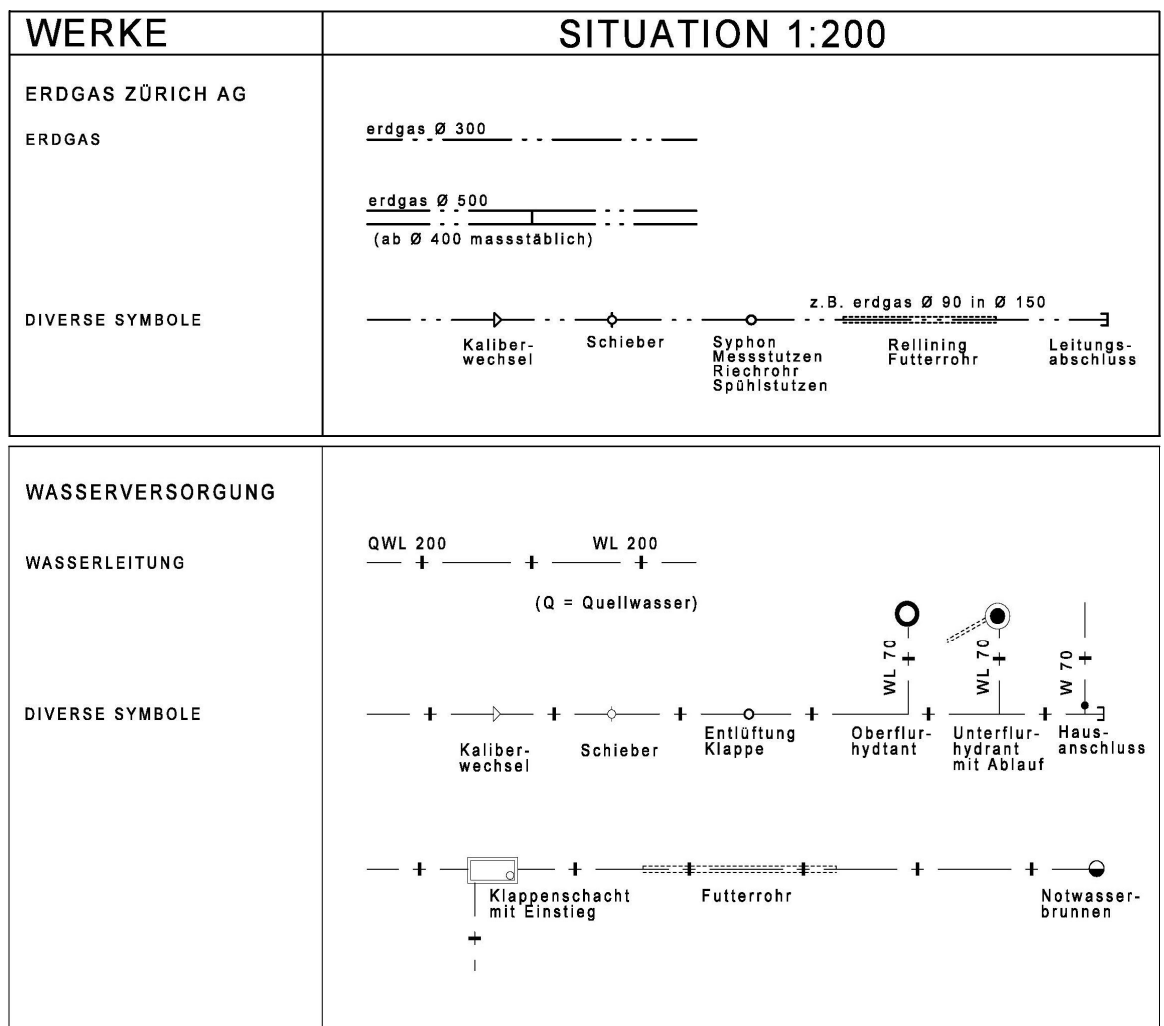 WERKE
SITUATION 1:200
ERDGAS ZÜRICH AG
ERDGAS
erdgas Ø 300
erdgas Ø 500
(ab Ø 400 massstäblich)
DIVERSE SYMBOLE
z.B. erdgas Ø 90 in Ø 150
Kaliber-
wechsel
Schieber
Syphon
Messstutzen
Riechrohr
Spühlstutzen
Rellining
Futterrohr
Leitungs-
abschluss
WASSERVERSORGUNG
WASSERLEITUNG
QWL 200
WL 200
(Q = Quellwasser)
DIVERSE SYMBOLE
WL 70
WL 70
W 70
Kaliber-
wechsel
Schieber
Entlüftung
Klappe
Oberflur-
hydtant
Unterflur-
hydrant
mit Ablauf
Haus-
anschluss
Klappenschacht
mit Einstieg
Futterrohr
Notwasser-
brunnen